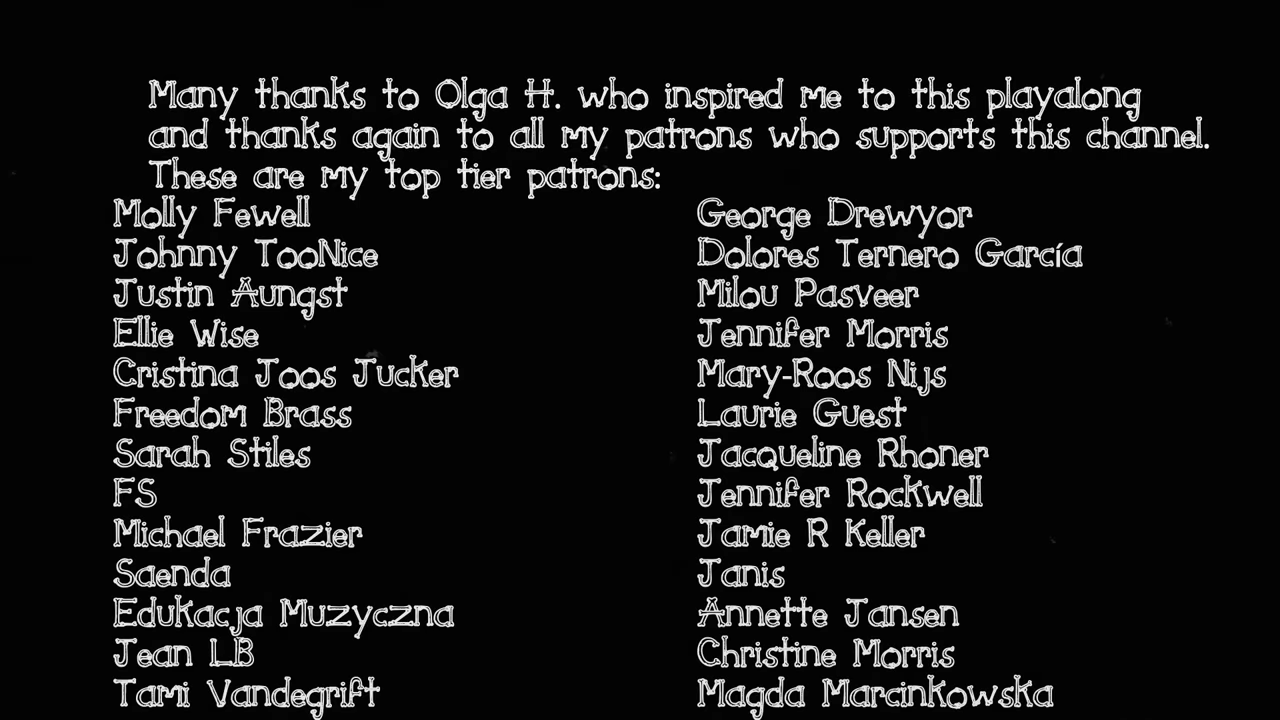 Many thanks to Olga H. who inspired me to this playalong
and thanks again to all my patrons who supports this channel.
These are my top tier patrons:
Molly Fewell
Johnny TooNice
Justin Aungst
Ellie Wise
Cristina Joos Jucker
Freedom Brass
Sarah Stiles
FS
Michael Frazier
Saenda
Edukacja Muzyczna
Jean LB
Tami Vandegrift
George Drewyor
Dolores Ternero García
Milou Pasveer
Jennifer Morris
Mary-Roos Nijs
Laurie Guest
Jacqueline Rhoner
Jennifer Rockwell
Jamie R Keller
Janis
Annette Jansen
Christine Morris
Magda Marcinkowska